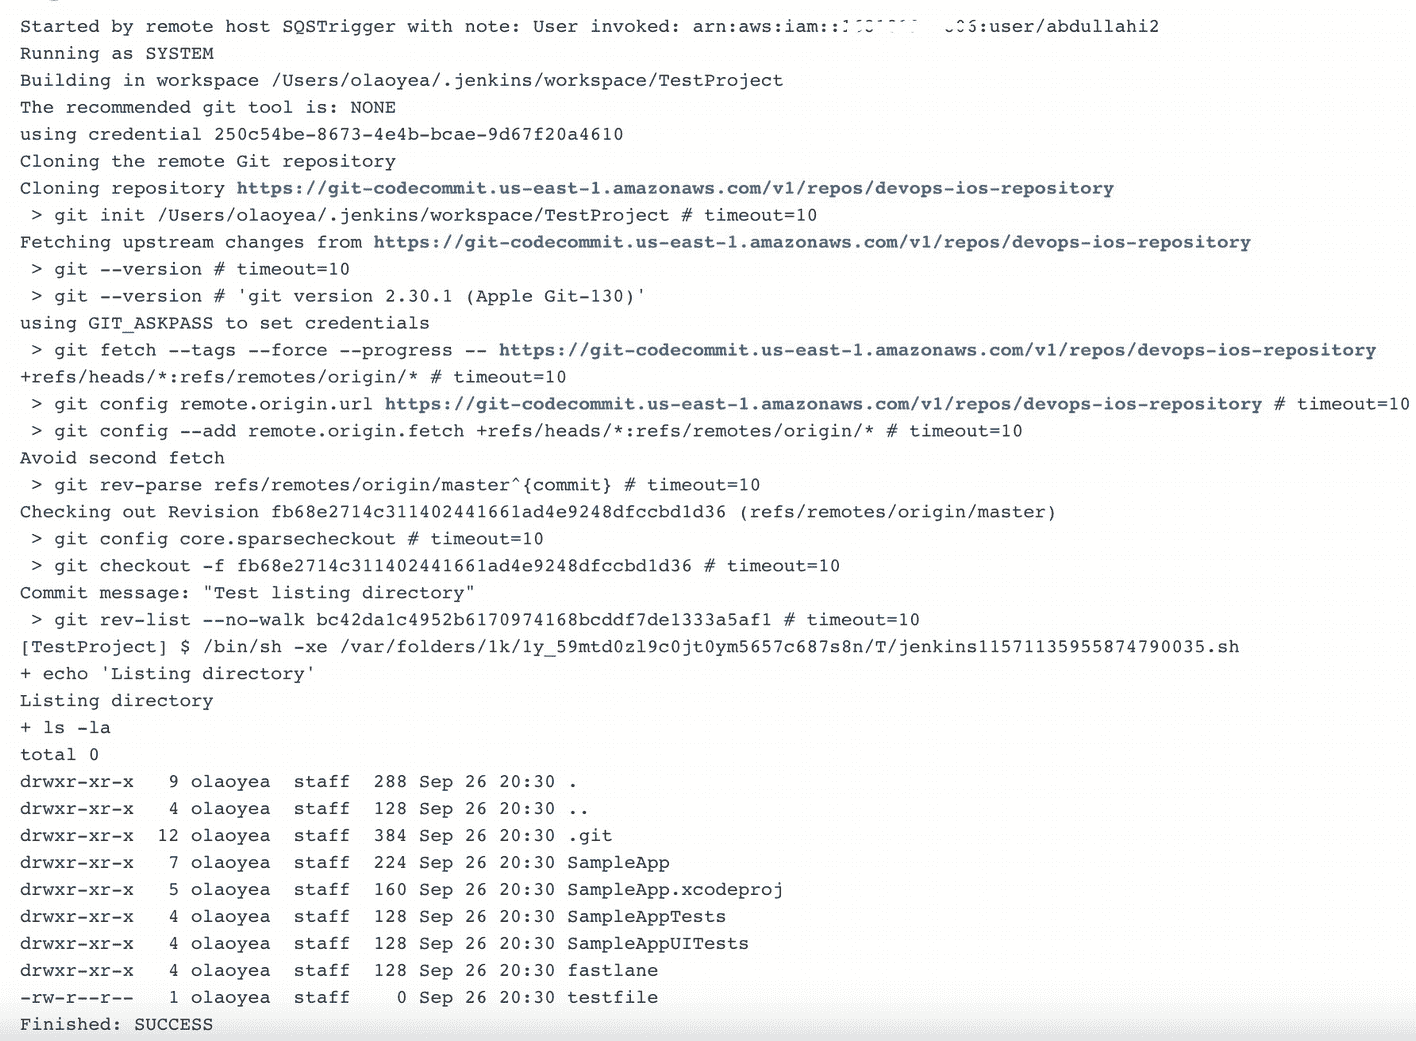 Started by remote host SQSTrigger with note: User invoked: arn:aws:iam:: :user/abdullahi2
Running as SYSTEM
Building in workspace /Users/olaoyea/.jenkins/workspace/TestProject
The recommended git tool is: NONE
using credential 250c54be-8673-4e4b-bcae-9d67f20a4610
Cloning the remote Git repository
Cloning repository https://git-codecommit.us-east-1.amazonaws.com/v1/repos/devops-ios-repository
 > git init /Users/olaoyea/.jenkins/workspace/TestProject # timeout=10
Fetching upstream changes from https://git-codecommit.us-east-1.amazonaws.com/v1/repos/devops-ios-repository
 > git --version # timeout=10
 > git --version # 'git version 2.30.1 (Apple Git-130)'
using GIT_ASKPASS to set credentials
 > git fetch --tags --force --progress -- https://git-codecommit.us-east-1.amazonaws.com/v1/repos/devops-ios-repository
+refs/heads/*:refs/remotes/origin/* # timeout=10
 > git config remote.origin.url https://git-codecommit.us-east-1.amazonaws.com/v1/repos/devops-ios-repository # timeout=10
 > git config --add remote.origin.fetch +refs/heads/*:refs/remotes/origin/* # timeout=10
Avoid second fetch
 > git rev-parse refs/remotes/origin/master^{commit} # timeout=10
Checking out Revision fb68e2714c311402441661ad4e9248dfccbd1d36 (refs/remotes/origin/master)
 > git config core.sparsecheckout # timeout=10
 > git checkout -f fb68e2714c311402441661ad4e9248dfccbd1d36 # timeout=10
Commit message: "Test listing directory"
 > git rev-list --no-walk bc42da1c4952b6170974168bcddf7de1333a5af1 # timeout=10
[TestProject] $ /bin/sh -xe /var/folders/1k/1y_59mtd0zl9c0jt0ym5657c687s8n/T/jenkins11571135955874790035.sh
+ echo 'Listing directory'
Listing directory
+ ls -la
total 0
drwxr-xr-x   9 olaoyea  staff  288 Sep 26 20:30 .
drwxr-xr-x   4 olaoyea  staff  128 Sep 26 20:30 ..
drwxr-xr-x  12 olaoyea  staff  384 Sep 26 20:30 .git
drwxr-xr-x   7 olaoyea  staff  224 Sep 26 20:30 SampleApp
drwxr-xr-x   5 olaoyea  staff  160 Sep 26 20:30 SampleApp.xcodeproj
drwxr-xr-x   4 olaoyea  staff  128 Sep 26 20:30 SampleAppTests
drwxr-xr-x   4 olaoyea  staff  128 Sep 26 20:30 SampleAppUITests
drwxr-xr-x   4 olaoyea  staff  128 Sep 26 20:30 fastlane
-rw-r--r--   1 olaoyea  staff    0 Sep 26 20:30 testfile
Finished: SUCCESS